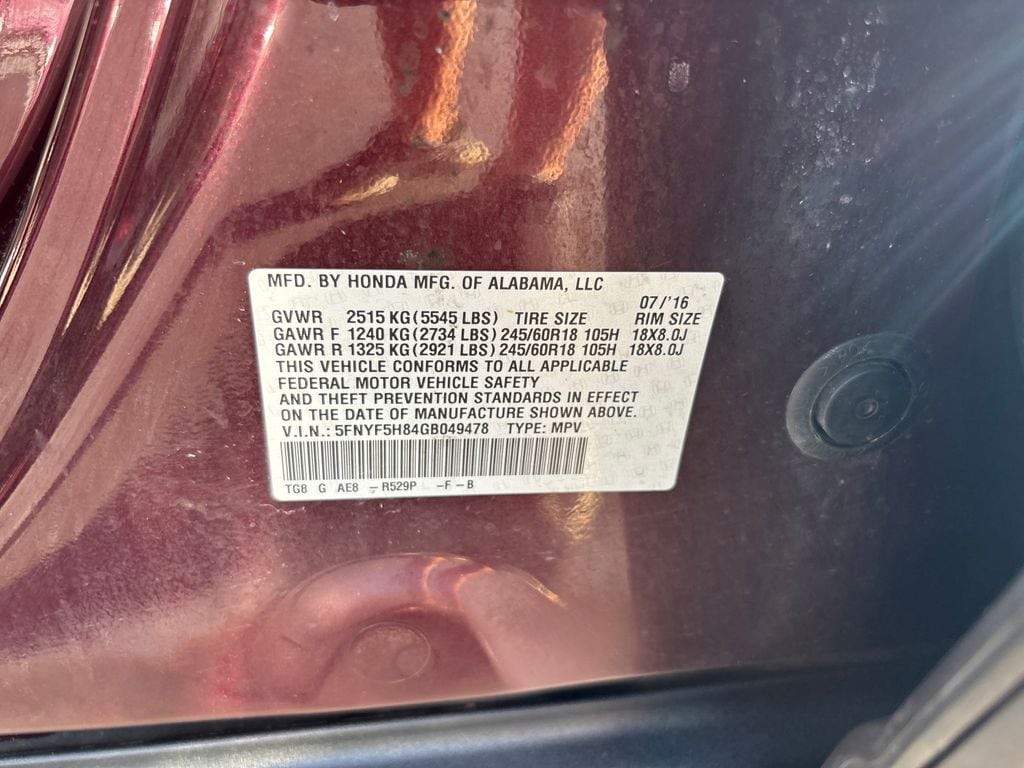 MFD. BY HONDA MFG. OF ALABAMA, LLC
07/'16
GVWR 2515 KG (5545 LBS) TIRE SIZE RIM SIZE
GAWR F 1240 KG (2734 LBS) 245/60R18 105H 18X8.0J
GAWR R 1325 KG (2921 LBS) 245/60R18 105H 18X8.0J
THIS VEHICLE CONFORMS TO ALL APPLICABLE
FEDERAL MOTOR VEHICLE SAFETY
AND THEFT PREVENTION STANDARDS IN EFFECT
ON THE DATE OF MANUFACTURE SHOWN ABOVE.
V.I.N.: 5FNYF5H84GB049478 TYPE: MPV
TG8 G AE8 -R529P -F-B